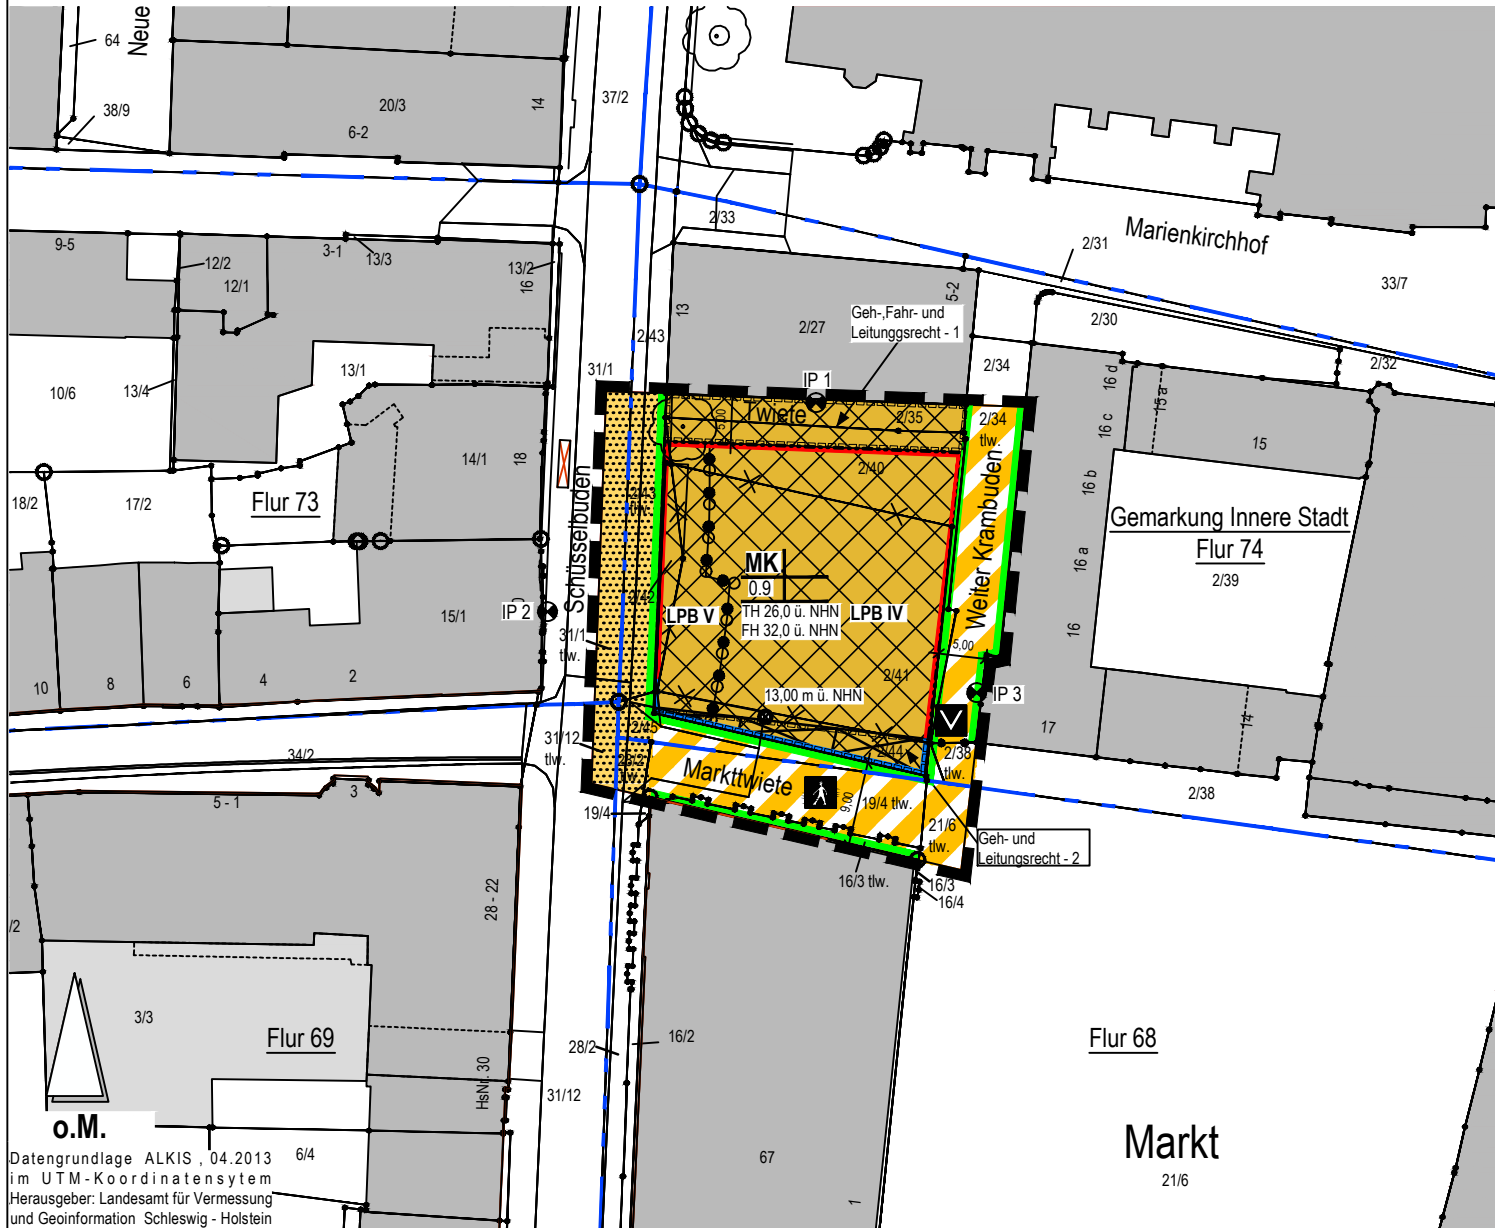 64
Neue
38/9
20/3
6-2
14
37/2
2/33
Marienkirchhof
2/31
33/7
9-5
12/2
12/1
3-1
13/3
13/2
16
13
2/43
2/27
5-2
Geh-,Fahr- und
Leitunggsrecht - 1
2/30
2/34
2/32
10/6
13/4
13/1
31/1
IP 1
Twiete
5,00
2/35
2/34
tlw.
16 d
16 c
15 a
15
14/1
18
2/40
2/43
tlw.
16 b
18/2
17/2
Flur 73
Schüsselbuden
Weiter Krambuden
Gemarkung Innere Stadt
Flur 74
2/39
16 a
MK
0.9
TH 26,0 ü. NHN
FH 32,0 ü. NHN
LPB V
LPB IV
2/42
IP 2
15/1
31/1
tlw.
16
5,00
2/41
13,00 m ü. NHN
IP 3
10
8
6
4
2
17
14
2/45
31/12
tlw.
2/44
2/38
tlw.
34/2
Markttwiete
9,00
19/4 tlw.
2/38
5 - 1
3
19/4
21/6
tlw.
Geh- und
Leitungsrecht - 2
16/3 tlw.
16/3
16/4
28 - 22
/2
3/3
Flur 69
28/2
16/2
Flur 68
HsNr. 30
31/12
o.M.
Markt
21/6
6/4
67
1
Datengrundlage ALKIS , 04.2013
im UTM-Koordinatensytem
Herausgeber: Landesamt für Vermessung
und Geoinformation Schleswig - Holstein